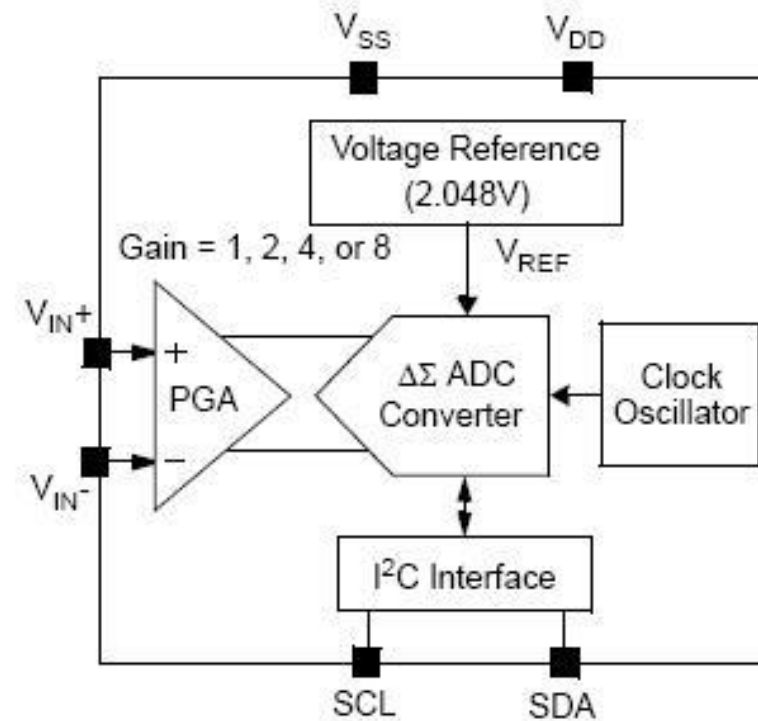 VSS
VDD
Voltage Reference
(2.048V)
Gain = 1, 2, 4, or 8
VREF
VIN+
+
PGA
ΔΣ ADC
Converter
Clock
Oscillator
−
VIN-
I²C Interface
SCL
SDA